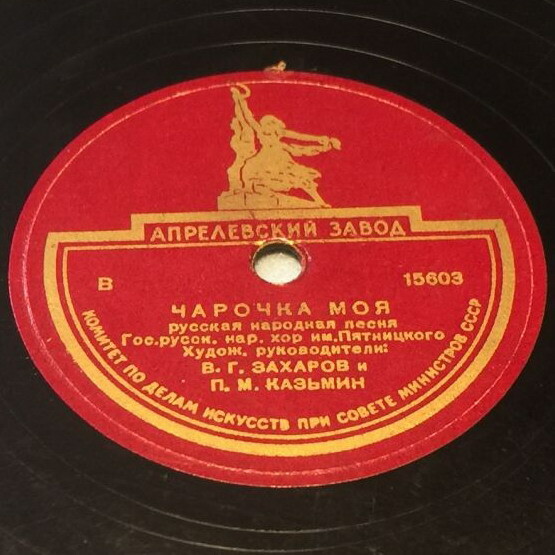 АПРЕЛЕВСКИЙ ЗАВОД
В 15603
ЧАРОЧКА МОЯ
русская народная песня
Гос.русск. нар. хор им.Пятницкого
Худож. руководители:
В. Г. ЗАХАРОВ и
П. М. КАЗЬМИН
КОМИТЕТ ПО ДЕЛАМ ИСКУССТВ ПРИ СОВЕТЕ МИНИСТРОВ СССР